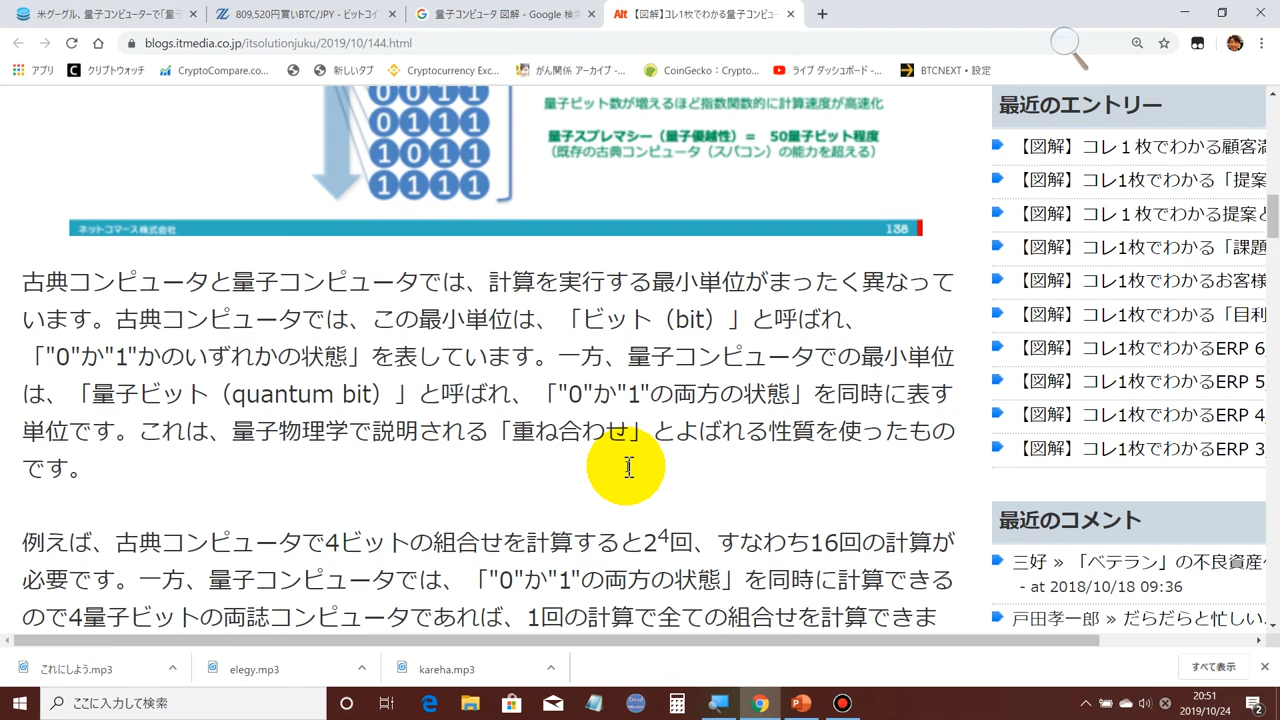 米グーグル、量子コンピューターで「量子
809,520円買いBTC/JPY - ビットコイ
量子コンピュータ 図解 - Google 検索
Alt 【図解】コレ1枚でわかる量子コンピュー
blogs.itmedia.co.jp/itsolutionjuku/2019/10/144.html
アプリ クリプトウォッチ CryptoCompare.co... 新しいタブ Cryptocurrency Exc... がん関係 アーカイブ -... CoinGecko：Crypto... ライブ ダッシュボード -... BTCNEXT・設定
0 0 1 1
0 1 1 1
1 0 1 1
1 1 1 1
量子ビット数が増えるほど指数関数的に計算速度が高速化
量子スプレマシー（量子優越性）＝ 50量子ビット程度
（既存の古典コンピュータ（スパコン）の能力を超える）
ネットコマース株式会社 138
古典コンピュータと量子コンピュータでは、計算を実行する最小単位がまったく異なって
います。古典コンピュータでは、この最小単位は、「ビット（bit）」と呼ばれ、
「"0"か"1"かのいずれかの状態」を表しています。一方、量子コンピュータでの最小単位
は、「量子ビット（quantum bit）」と呼ばれ、「"0"か"1"の両方の状態」を同時に表す
単位です。これは、量子物理学で説明される「重ね合わせ」とよばれる性質を使ったもの
です。
例えば、古典コンピュータで4ビットの組合せを計算すると2⁴回、すなわち16回の計算が
必要です。一方、量子コンピュータでは、「"0"か"1"の両方の状態」を同時に計算できる
ので4量子ビットの両誌コンピュータであれば、1回の計算で全ての組合せを計算できま
最近のエントリー
【図解】コレ１枚でわかる顧客満
【図解】コレ1枚でわかる「提案
【図解】コレ１枚でわかる提案と
【図解】コレ1枚でわかる「課題
【図解】コレ1枚でわかるお客様
【図解】コレ1枚でわかる「目利
【図解】コレ1枚でわかるERP 6
【図解】コレ1枚でわかるERP 5
【図解】コレ1枚でわかるERP 4
【図解】コレ1枚でわかるERP 3
最近のコメント
三好 » 「ベテラン」の不良資産
- at 2018/10/18 09:36
戸田孝一郎 » だらだらと忙しい
これにしよう.mp3
elegy.mp3
kareha.mp3
すべて表示
ここに入力して検索
20:51
2019/10/24